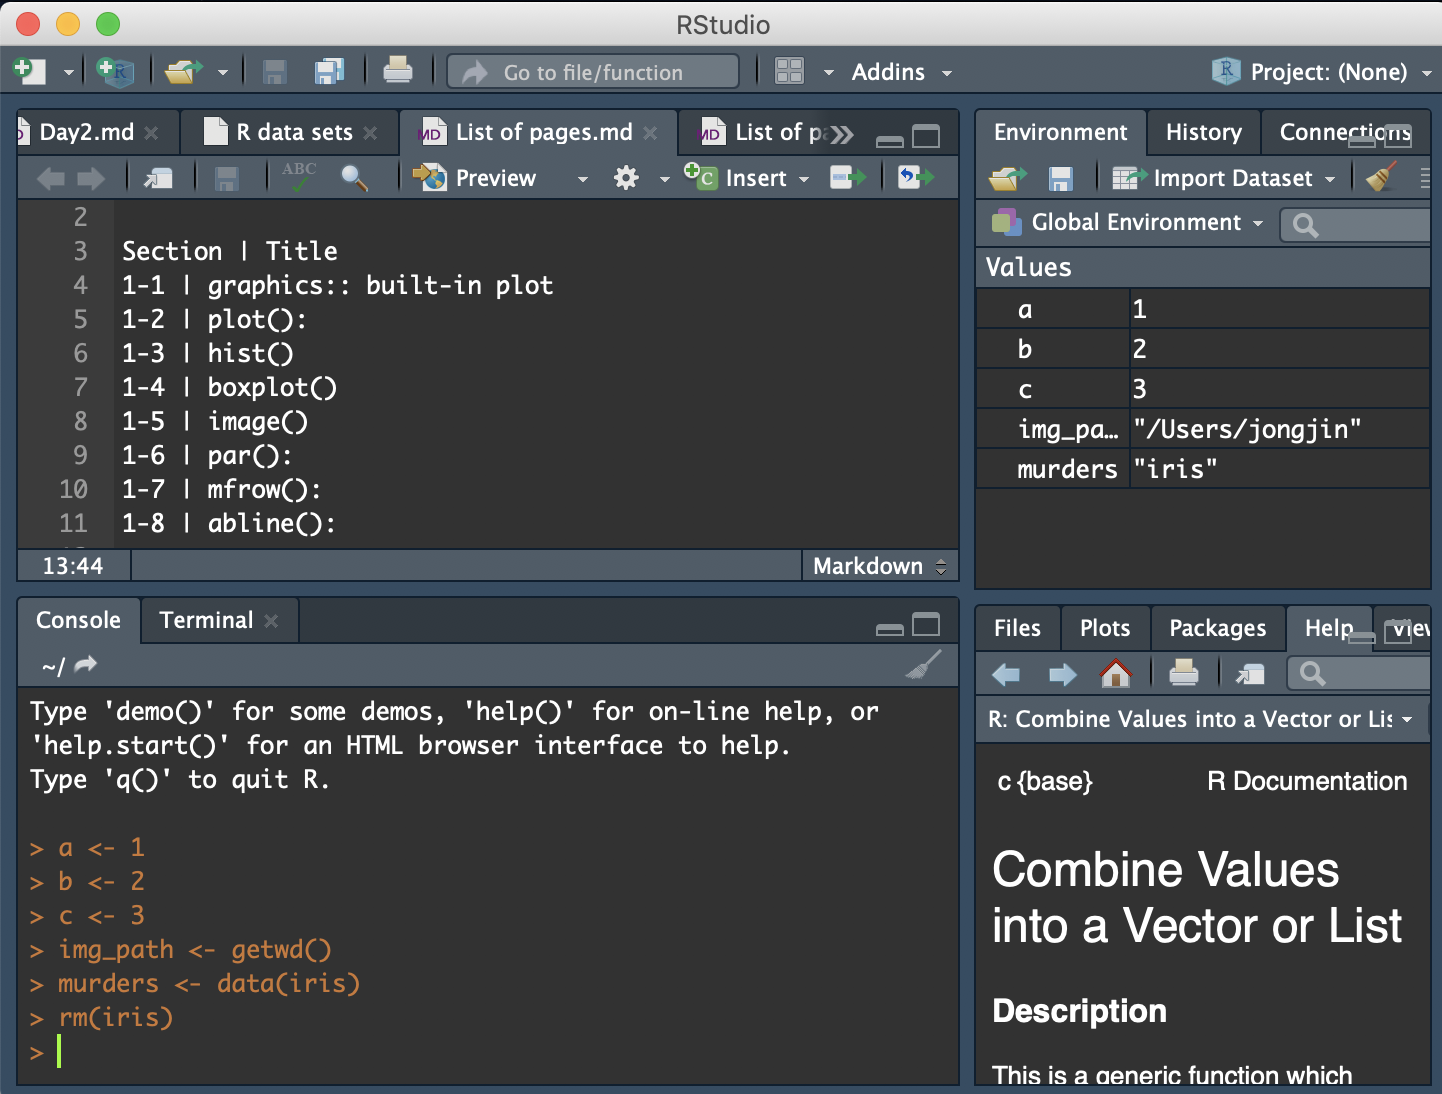 RStudio
Go to file/function
Addins
Project: (None)
Day2.md
R data sets
List of pages.md
List of
ABC
Preview
Insert
2
3 Section | Title
4 1-1 | graphics:: built-in plot
5 1-2 | plot():
6 1-3 | hist()
7 1-4 | boxplot()
8 1-5 | image()
9 1-6 | par():
10 1-7 | mfrow():
11 1-8 | abline():
13:44
Markdown
Console
Terminal
~/
Type 'demo()' for some demos, 'help()' for on-line help, or
'help.start()' for an HTML browser interface to help.
Type 'q()' to quit R.
> a <- 1
> b <- 2
> c <- 3
> img_path <- getwd()
> murders <- data(iris)
> rm(iris)
>
Environment
History
Connections
Import Dataset
Global Environment
Values
a 1
b 2
c 3
img_pa… "/Users/jongjin"
murders "iris"
Files
Plots
Packages
Help
R: Combine Values into a Vector or Lis
c {base}
R Documentation
Combine Values
into a Vector or List
Description
This is a generic function which